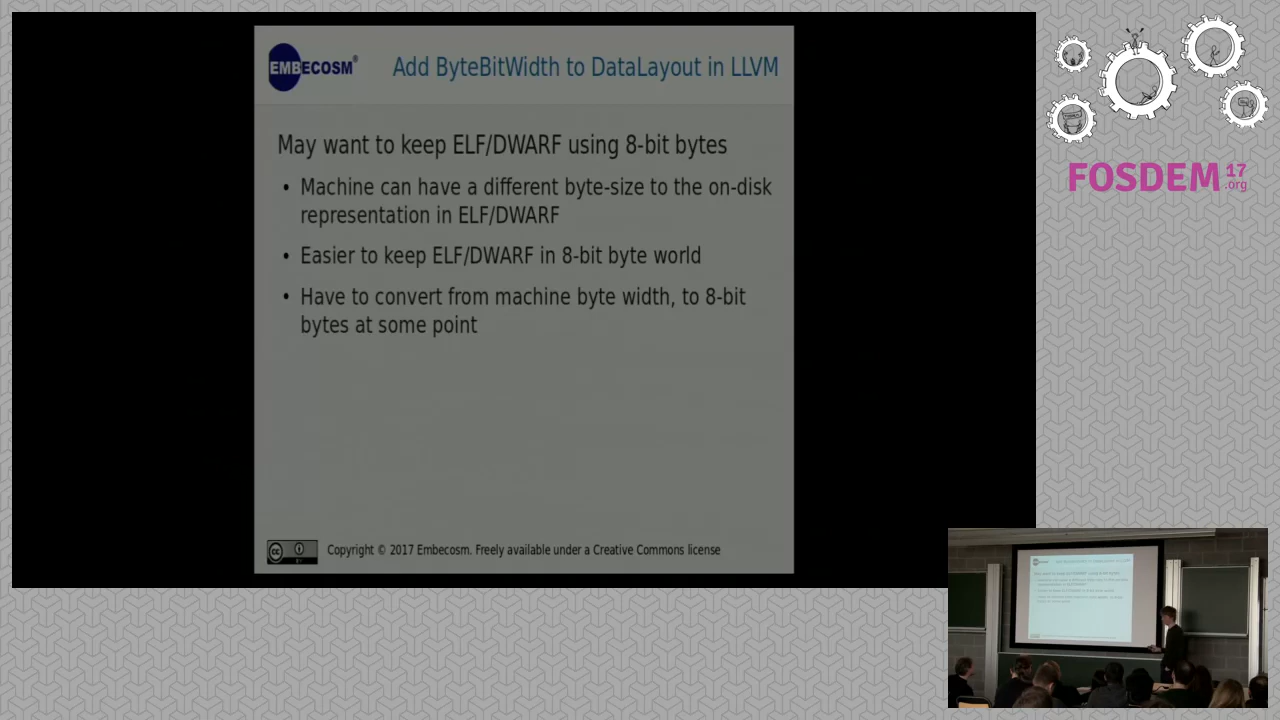 EMBECOSM®
Add ByteBitWidth to DataLayout in LLVM
May want to keep ELF/DWARF using 8-bit bytes
• Machine can have a different byte-size to the on-disk
representation in ELF/DWARF
• Easier to keep ELF/DWARF in 8-bit byte world
• Have to convert from machine byte width, to 8-bit
bytes at some point
Copyright © 2017 Embecosm. Freely available under a Creative Commons license
FOSDEM 17
.org